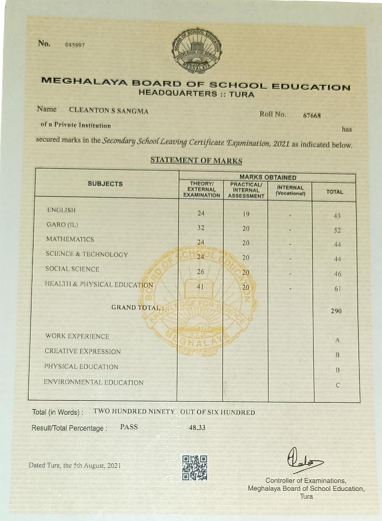 No. 045997
MEGHALAYA BOARD OF SCHOOL EDUCATION
HEADQUARTERS :: TURA
Name CLEANTON S SANGMA Roll No. 67668
of a Private Institution has
secured marks in the Secondary School Leaving Certificate Examination, 2021 as indicated below.
STATEMENT OF MARKS
SUBJECTS MARKS OBTAINED
THEORY/ EXTERNAL EXAMINATION PRACTICAL/ INTERNAL ASSESSMENT INTERNAL (Vocational) TOTAL
ENGLISH 24 19 - 43
GARO (IL) 32 20 - 52
MATHEMATICS 24 20 - 44
SCIENCE & TECHNOLOGY 24 20 - 44
SOCIAL SCIENCE 26 20 - 46
HEALTH & PHYSICAL EDUCATION 41 20 - 61
GRAND TOTAL : 290
WORK EXPERIENCE A
CREATIVE EXPRESSION B
PHYSICAL EDUCATION B
ENVIRONMENTAL EDUCATION C
Total (in Words) : TWO HUNDRED NINETY OUT OF SIX HUNDRED
Result/Total Percentage : PASS 48.33
Dated Tura, the 5th August, 2021
Controller of Examinations,
Meghalaya Board of School Education,
Tura